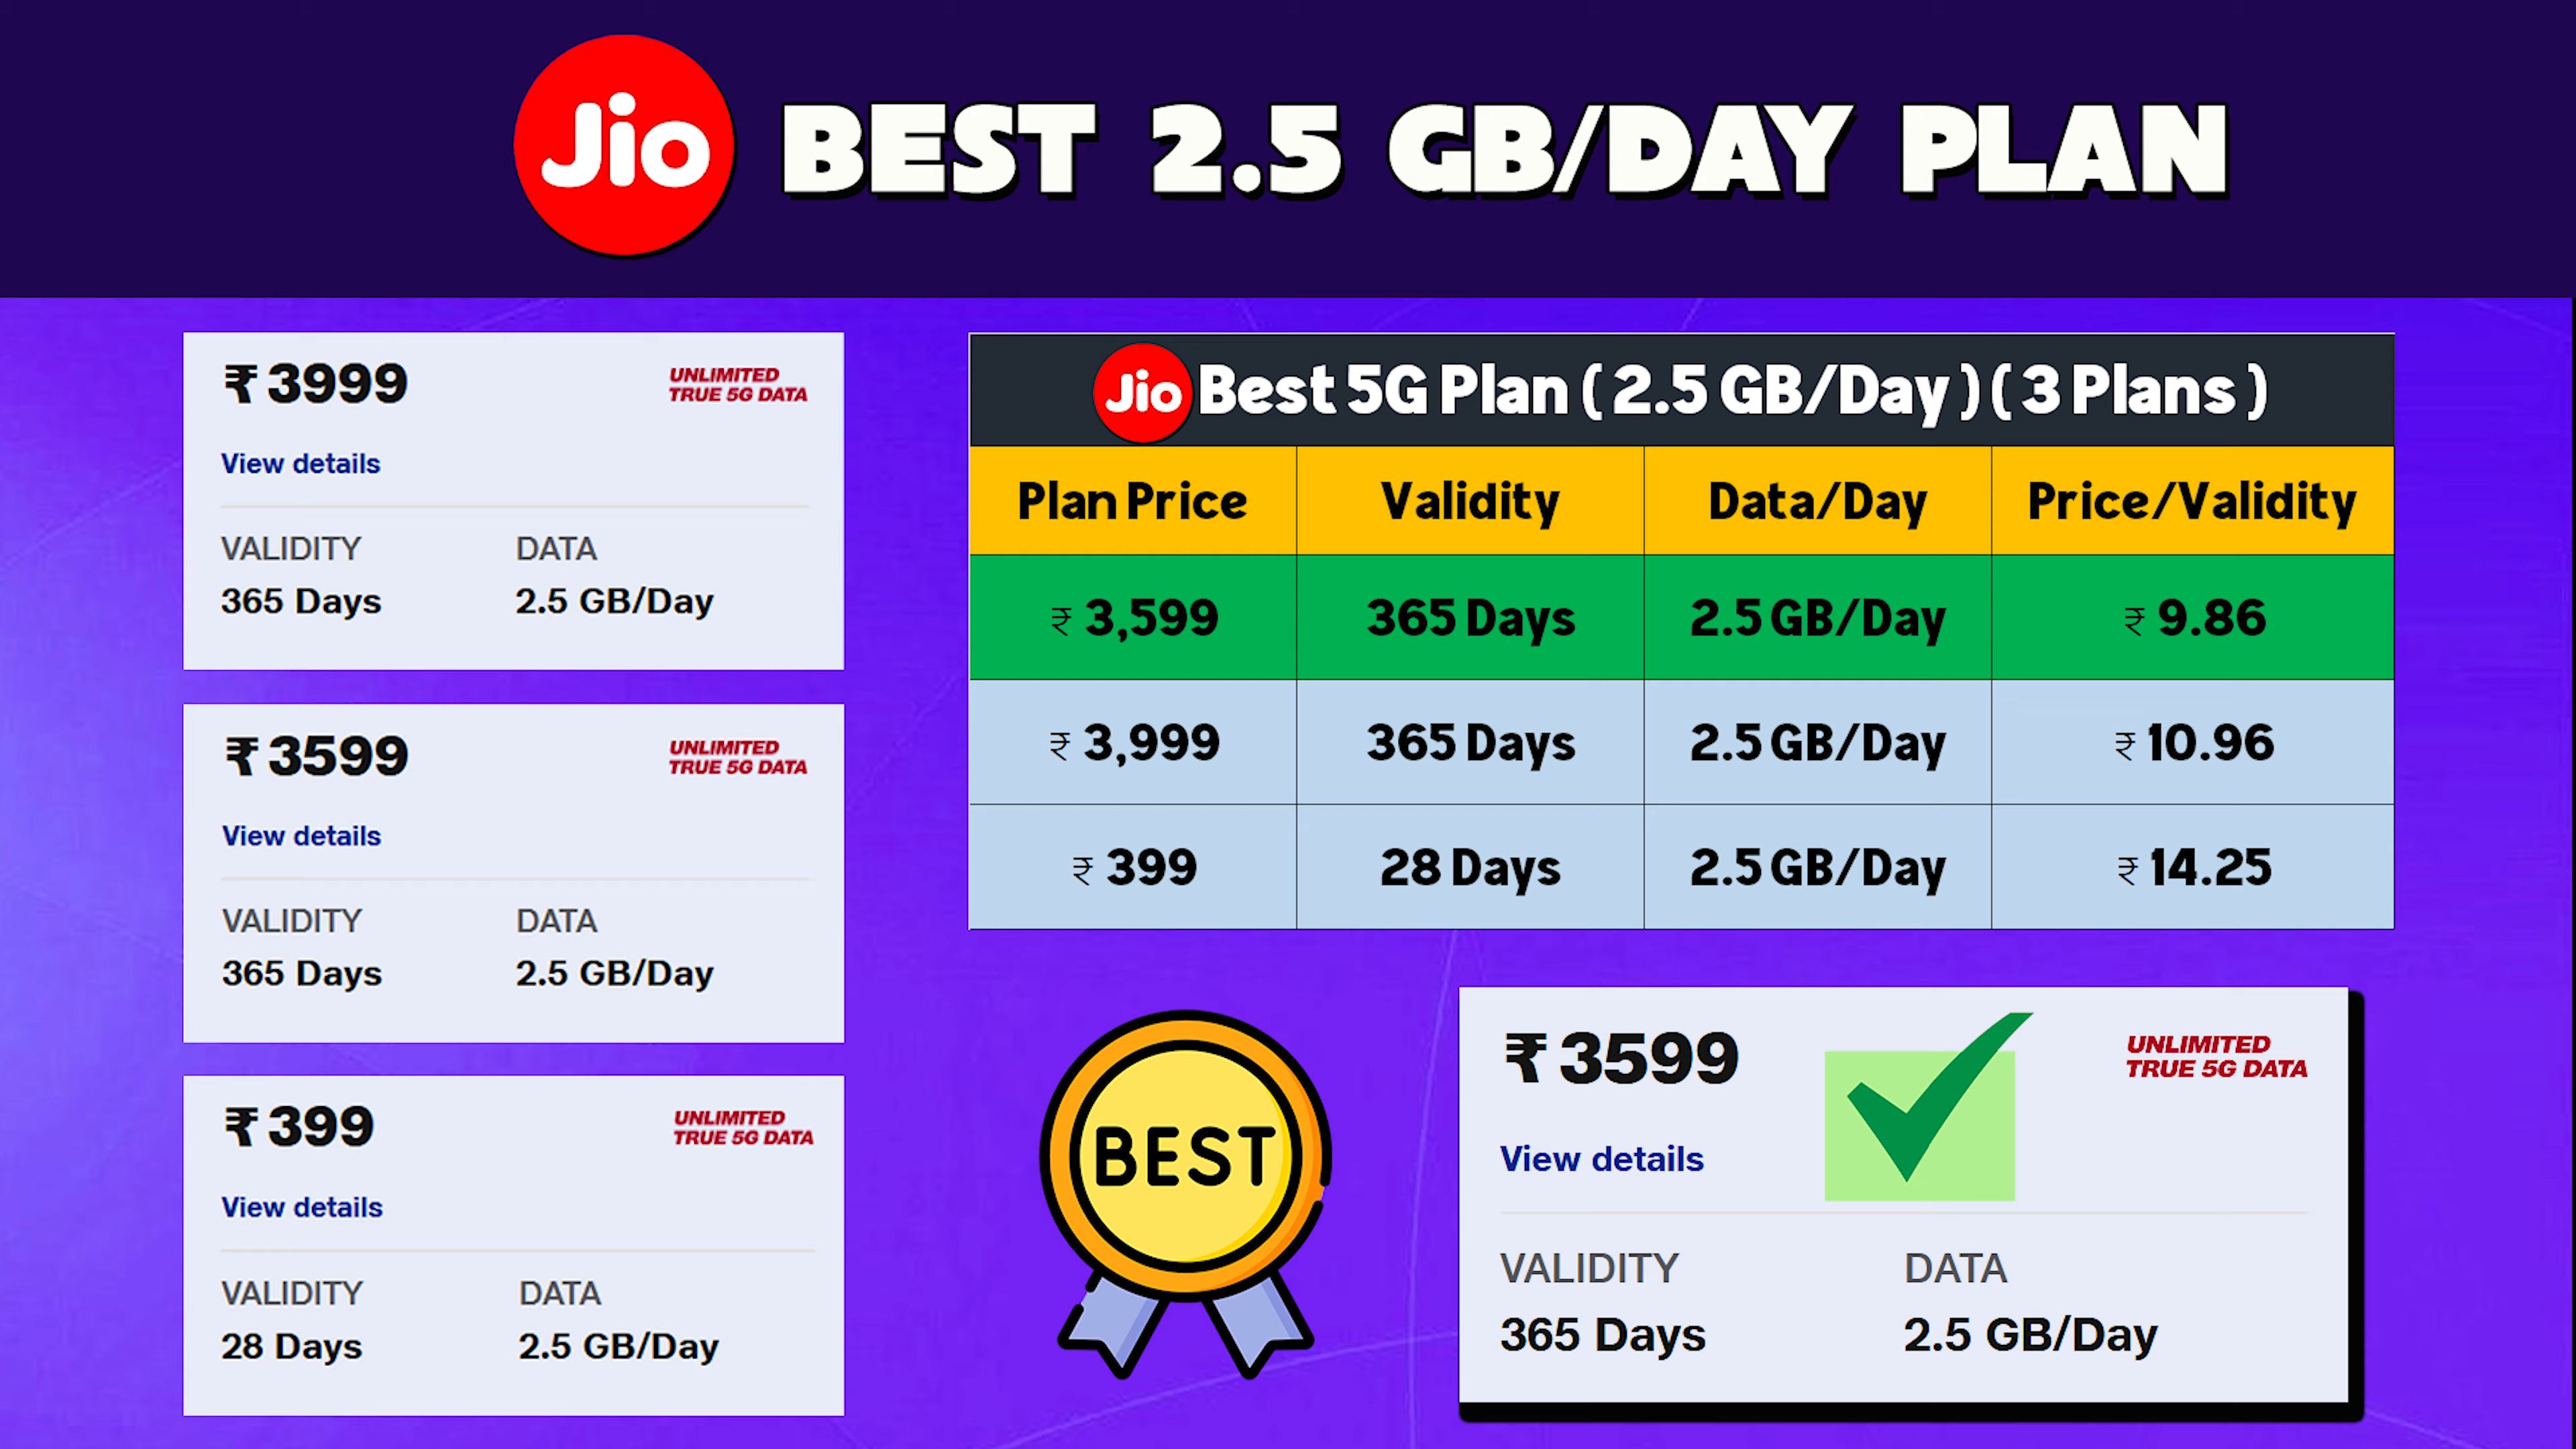 Jio BEST 2.5 GB/DAY PLAN
₹3999
UNLIMITED
TRUE 5G DATA
View details
VALIDITY DATA
365 Days 2.5 GB/Day
₹3599
UNLIMITED
TRUE 5G DATA
View details
VALIDITY DATA
365 Days 2.5 GB/Day
₹399
UNLIMITED
TRUE 5G DATA
View details
VALIDITY DATA
28 Days 2.5 GB/Day
Jio Best 5G Plan ( 2.5 GB/Day ) ( 3 Plans )
Plan Price Validity Data/Day Price/Validity
₹ 3,599 365 Days 2.5 GB/Day ₹ 9.86
₹ 3,999 365 Days 2.5 GB/Day ₹ 10.96
₹ 399 28 Days 2.5 GB/Day ₹ 14.25
BEST
₹3599
UNLIMITED
TRUE 5G DATA
View details
VALIDITY DATA
365 Days 2.5 GB/Day